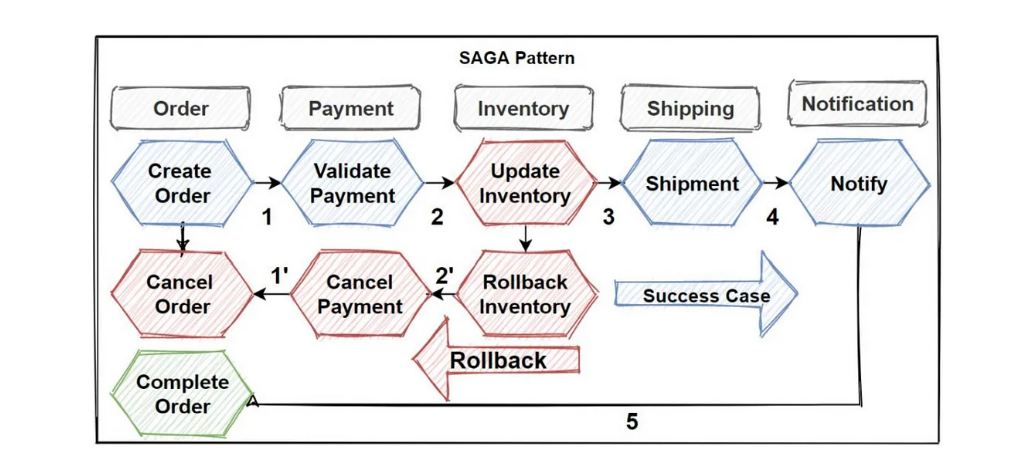 SAGA Pattern
Order
Payment
Inventory
Shipping
Notification
Create
Order
Validate
Payment
Update
Inventory
Shipment
Notify
1
2
3
4
Cancel
Order
1'
Cancel
Payment
2'
Rollback
Inventory
Success Case
Rollback
Complete
Order
5